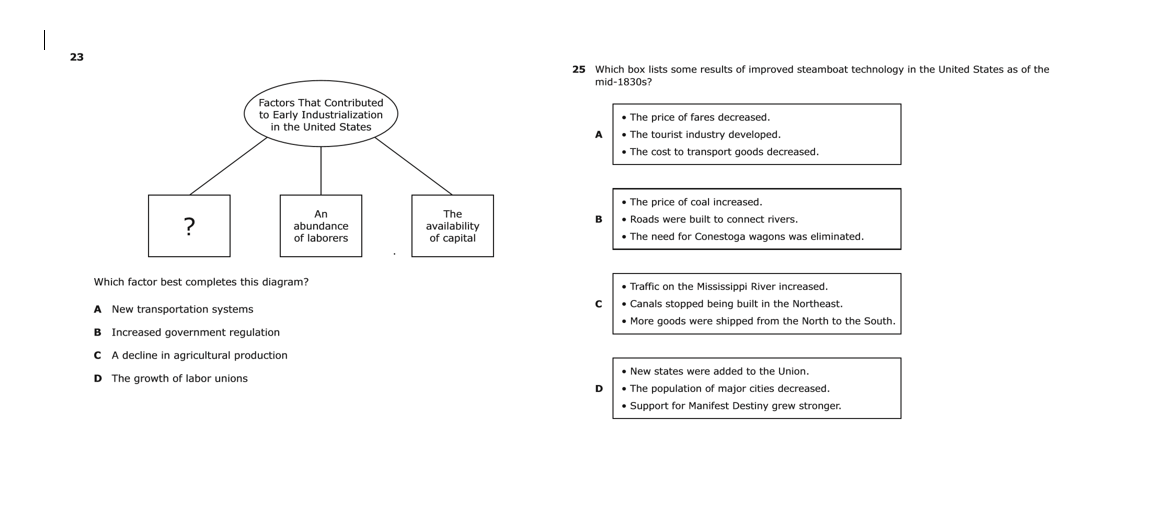 23
Factors That Contributed
to Early Industrialization
in the United States
?
An
abundance
of laborers
The
availability
of capital
Which factor best completes this diagram?
A New transportation systems
B Increased government regulation
C A decline in agricultural production
D The growth of labor unions
25 Which box lists some results of improved steamboat technology in the United States as of the
mid-1830s?
A
• The price of fares decreased.
• The tourist industry developed.
• The cost to transport goods decreased.
B
• The price of coal increased.
• Roads were built to connect rivers.
• The need for Conestoga wagons was eliminated.
C
• Traffic on the Mississippi River increased.
• Canals stopped being built in the Northeast.
• More goods were shipped from the North to the South.
D
• New states were added to the Union.
• The population of major cities decreased.
• Support for Manifest Destiny grew stronger.